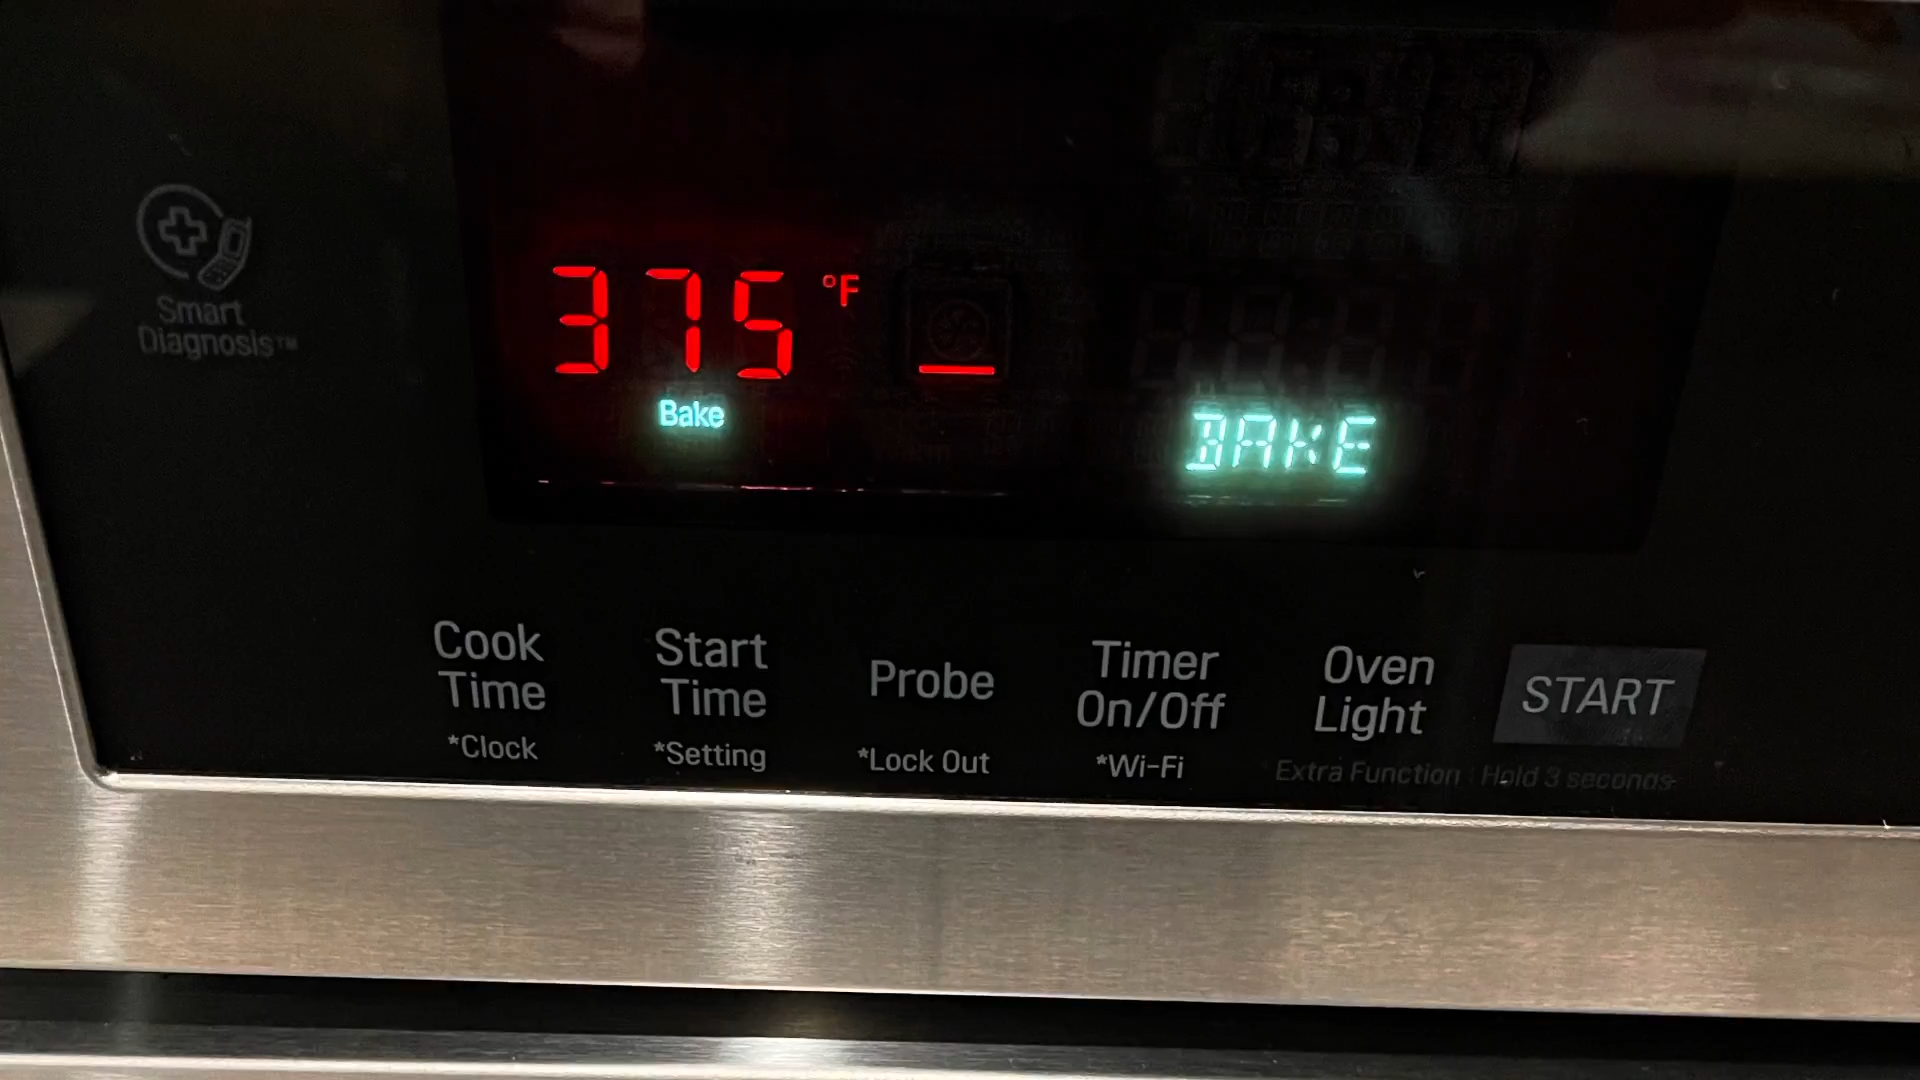 Smart
Diagnosis™
375 °F
Bake
BAKE
Cook
Time
*Clock
Start
Time
*Setting
Probe
*Lock Out
Timer
On/Off
*Wi-Fi
Oven
Light
START
Extra Function : Hold 3 seconds